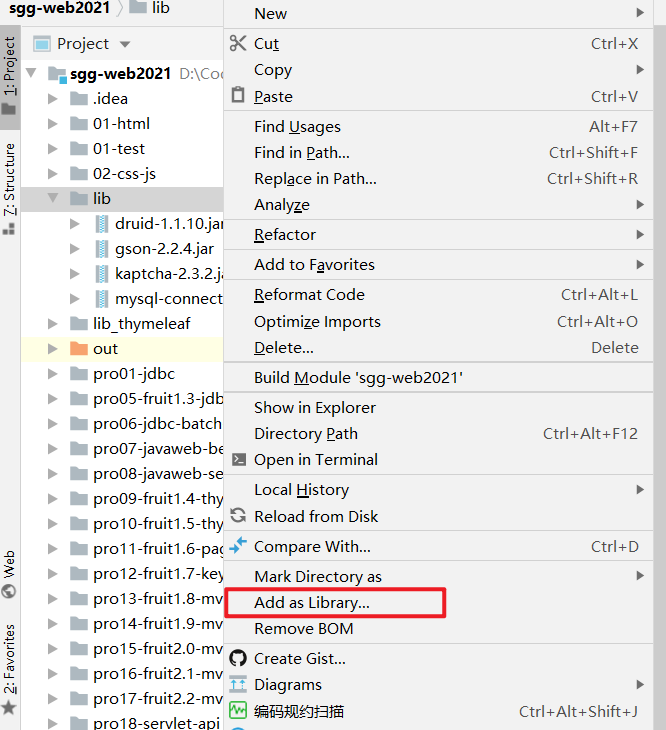 sgg-web2021
lib
1: Project
7: Structure
Web
2: Favorites
Project
sgg-web2021 D:\Co
.idea
01-html
01-test
02-css-js
lib
druid-1.1.10.jar
gson-2.2.4.jar
kaptcha-2.3.2.ja
mysql-connect
lib_thymeleaf
out
pro01-jdbc
pro05-fruit1.3-jdb
pro06-jdbc-batch
pro07-javaweb-be
pro08-javaweb-se
pro09-fruit1.4-thy
pro10-fruit1.5-thy
pro11-fruit1.6-pag
pro12-fruit1.7-key
pro13-fruit1.8-mv
pro14-fruit1.9-mv
pro15-fruit2.0-mv
pro16-fruit2.1-mv
pro17-fruit2.2-mv
pro18-servlet-api
New
Cut Ctrl+X
Copy
Paste Ctrl+V
Find Usages Alt+F7
Find in Path... Ctrl+Shift+F
Replace in Path... Ctrl+Shift+R
Analyze
Refactor
Add to Favorites
Reformat Code Ctrl+Alt+L
Optimize Imports Ctrl+Alt+O
Delete... Delete
Build Module 'sgg-web2021'
Show in Explorer
Directory Path Ctrl+Alt+F12
Open in Terminal
Local History
Reload from Disk
Compare With... Ctrl+D
Mark Directory as
Add as Library...
Remove BOM
Create Gist...
Diagrams
编码规约扫描 Ctrl+Alt+Shift+J